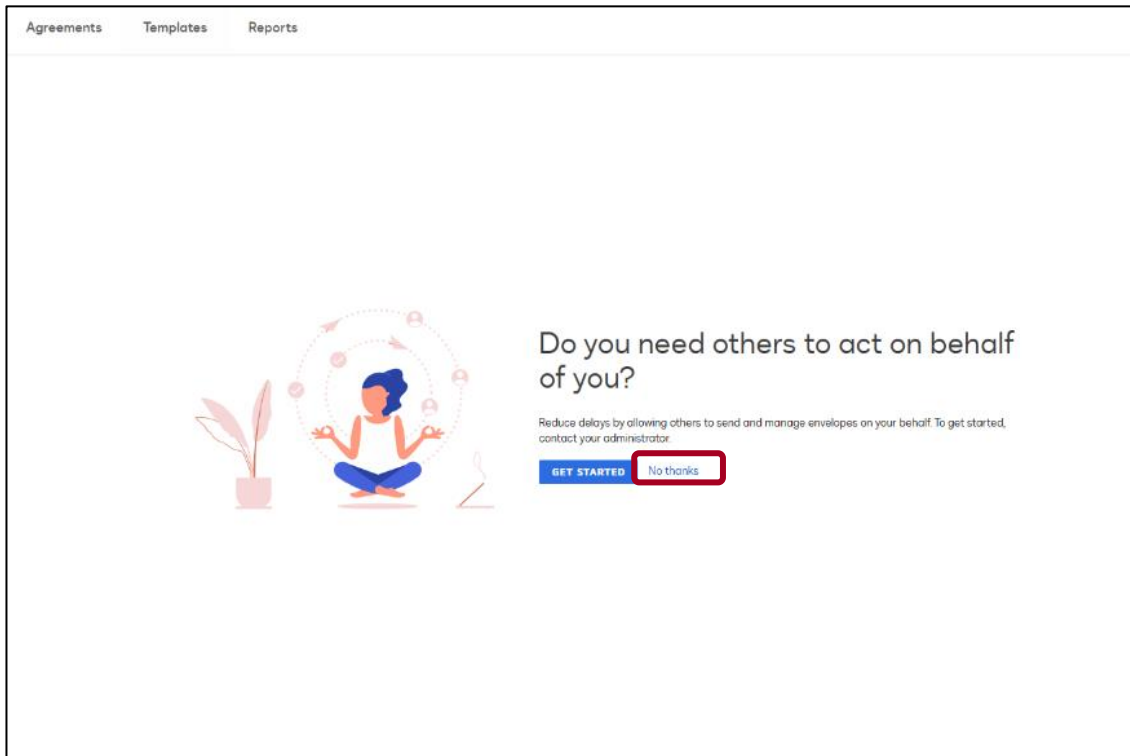 Agreements Templates Reports
Do you need others to act on behalf
of you?
Reduce delays by allowing others to send and manage envelopes on your behalf. To get started,
contact your administrator.
GET STARTED No thanks